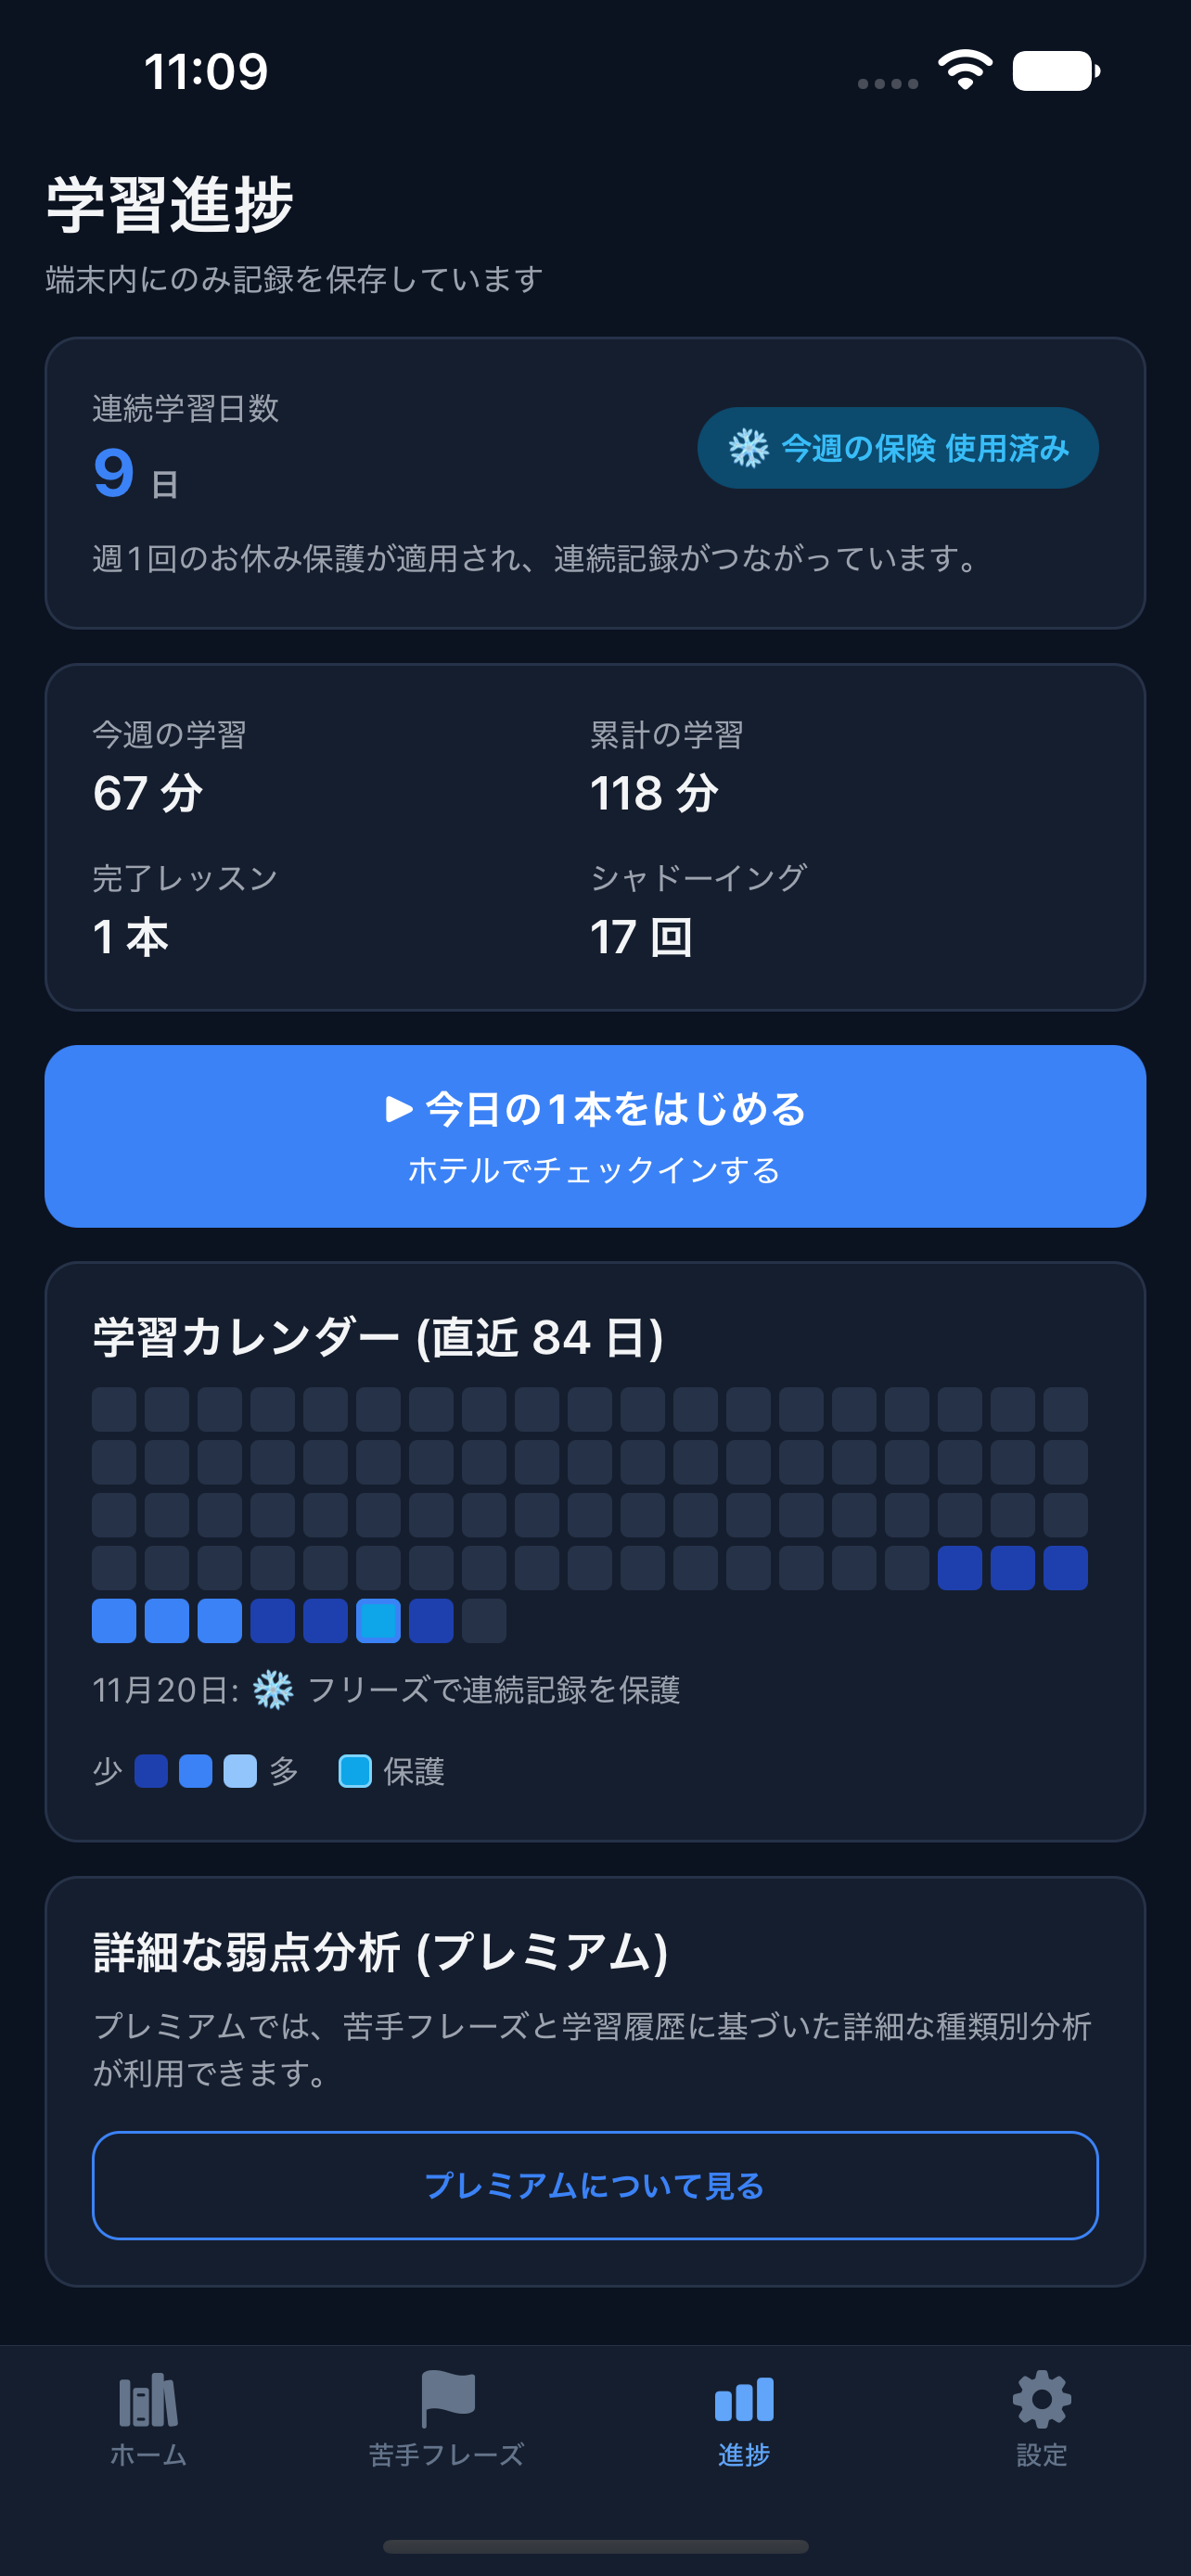 11:09
学習進捗
端末内にのみ記録を保存しています
連続学習日数
9 日
❄️ 今週の保険 使用済み
週1回のお休み保護が適用され、連続記録がつながっています。
今週の学習
67 分
累計の学習
118 分
完了レッスン
1 本
シャドーイング
17 回
▶ 今日の1本をはじめる
ホテルでチェックインする
学習カレンダー (直近 84 日)
11月20日: ❄️ フリーズで連続記録を保護
少 多 保護
詳細な弱点分析 (プレミアム)
プレミアムでは、苦手フレーズと学習履歴に基づいた詳細な種類別分析
が利用できます。
プレミアムについて見る
ホーム
苦手フレーズ
進捗
設定